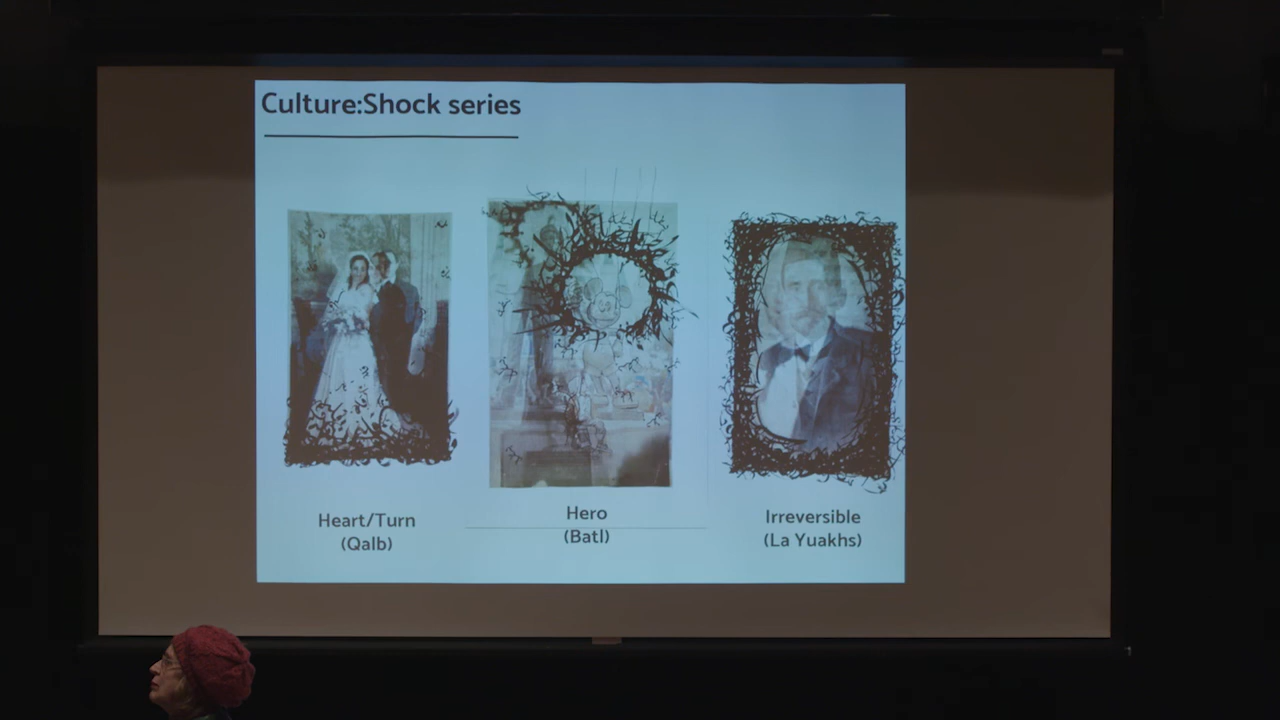 Culture:Shock series
Heart/Turn
(Qalb)
Hero
(Batl)
Irreversible
(La Yuakhs)